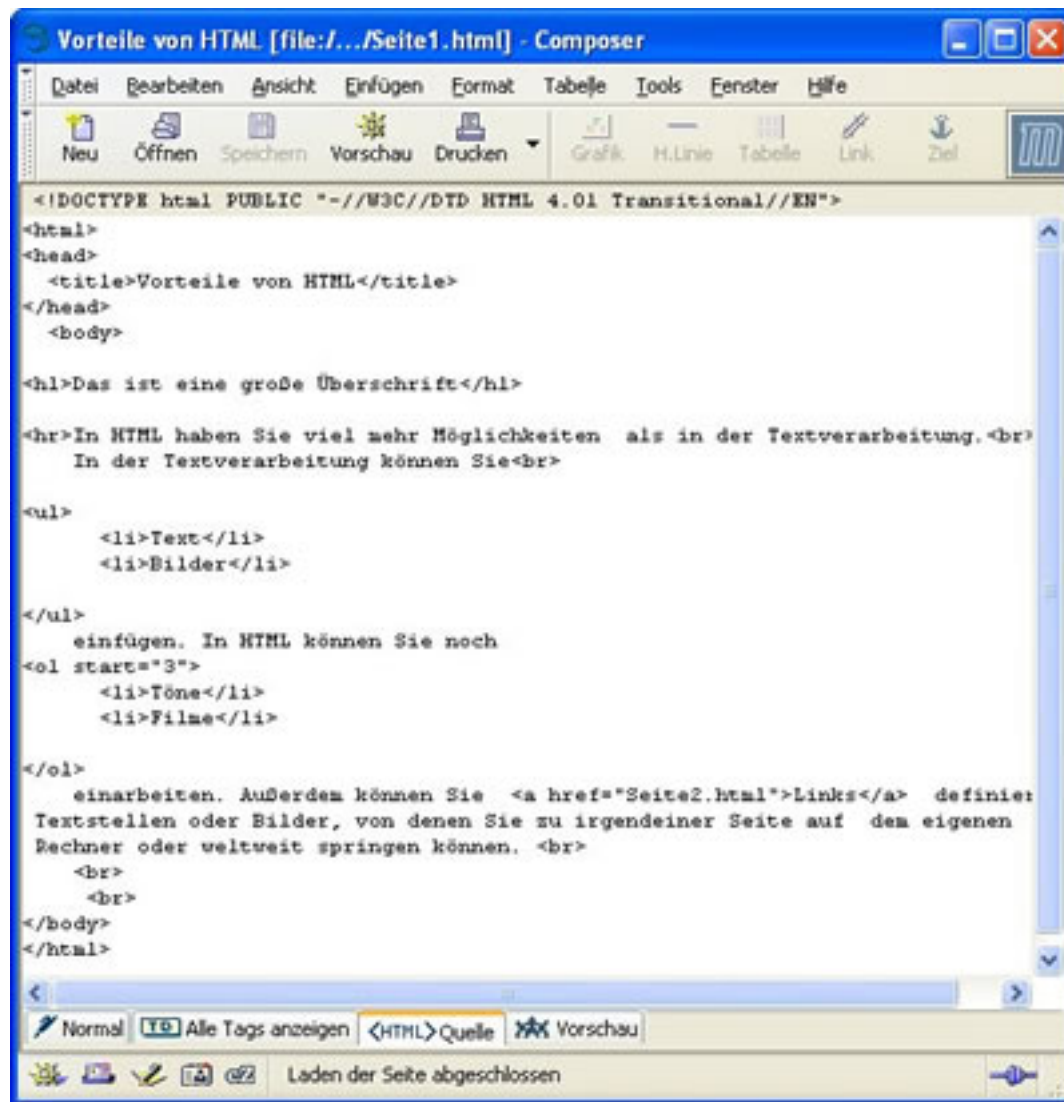 Vorteile von HTML [file:/.../Seite1.html] - Composer
Datei Bearbeiten Ansicht Einfügen Format Tabelle Tools Fenster Hilfe
Neu Öffnen Speichern Vorschau Drucken Grafik H.Linie Tabelle Link Ziel
<!DOCTYPE html PUBLIC "-//W3C//DTD HTML 4.01 Transitional//EN">
<html>
<head>
<title>Vorteile von HTML</title>
</head>
<body>
<h1>Das ist eine große Überschrift</h1>
<hr>In HTML haben Sie viel mehr Möglichkeiten als in der Textverarbeitung.<br>
In der Textverarbeitung können Sie<br>
<ul>
<li>Text</li>
<li>Bilder</li>
</ul>
einfügen. In HTML können Sie noch
<ol start="3">
<li>Töne</li>
<li>Filme</li>
</ol>
einarbeiten. Außerdem können Sie <a href="Seite2.html">Links</a> definier
Textstellen oder Bilder, von denen Sie zu irgendeiner Seite auf dem eigenen
Rechner oder weltweit springen können. <br>
<br>
<br>
</body>
</html>
Normal TD Alle Tags anzeigen <HTML> Quelle Vorschau
Laden der Seite abgeschlossen